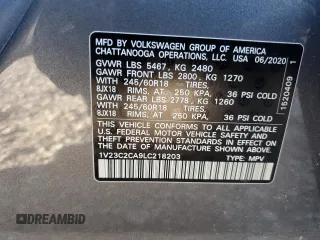 MFD BY VOLKSWAGEN GROUP OF AMERICA
CHATTANOOGA OPERATIONS, LLC. USA 06/2020
GVWR LBS 5467, KG 2480
GAWR FRONT LBS 2800, KG 1270
WITH 245/60R18 TIRES,
8JX18 RIMS, AT 250 KPA, 36 PSI COLD
GAWR REAR LBS 2778, KG 1260
WITH 245/60R18 TIRES,
8JX18 RIMS, AT 250 KPA, 36 PSI COLD
THIS VEHICLE CONFORMS TO ALL APPLICABLE
U.S. FEDERAL MOTOR VEHICLE SAFETY,
BUMPER, AND THEFT PREVENTION STANDARDS
IN EFFECT ON THE DATE OF MANUFACTURE
SHOWN ABOVE.
1V23C2CA9LC218203 TYPE: MPV
1520409 1
DREAMBID